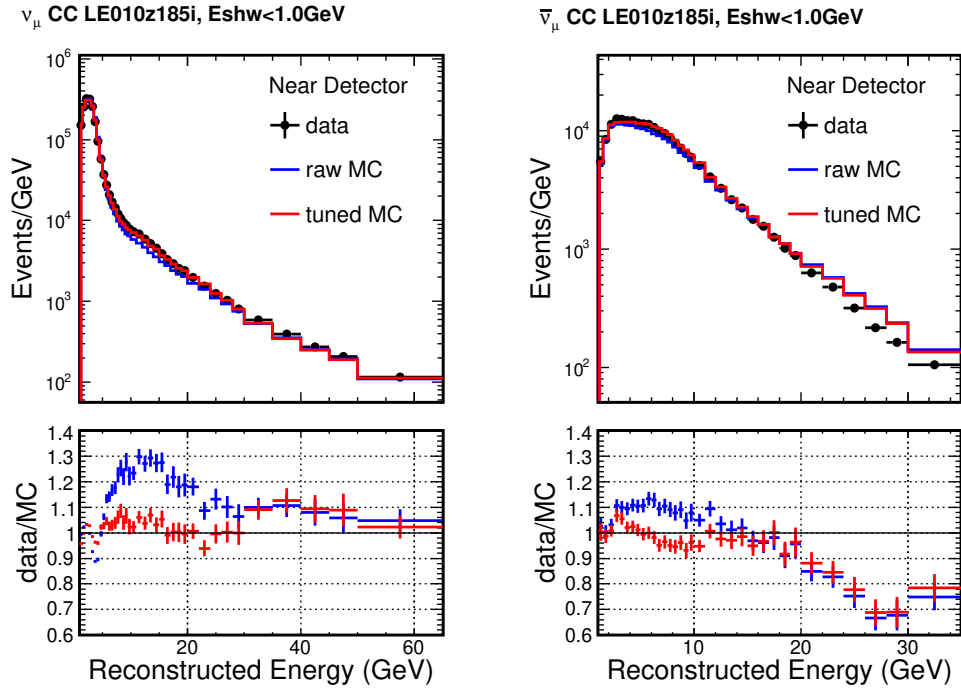 ν_μ CC LE010z185i, Eshw<1.0GeV
Near Detector
data
raw MC
tuned MC
Events/GeV
10^6
10^5
10^4
10^3
10^2
data/MC
1.4
1.3
1.2
1.1
1
0.9
0.8
0.7
0.6
20 40 60
Reconstructed Energy (GeV)
ν̅_μ CC LE010z185i, Eshw<1.0GeV
Near Detector
data
raw MC
tuned MC
Events/GeV
10^4
10^3
10^2
data/MC
1.4
1.3
1.2
1.1
1
0.9
0.8
0.7
0.6
10 20 30
Reconstructed Energy (GeV)